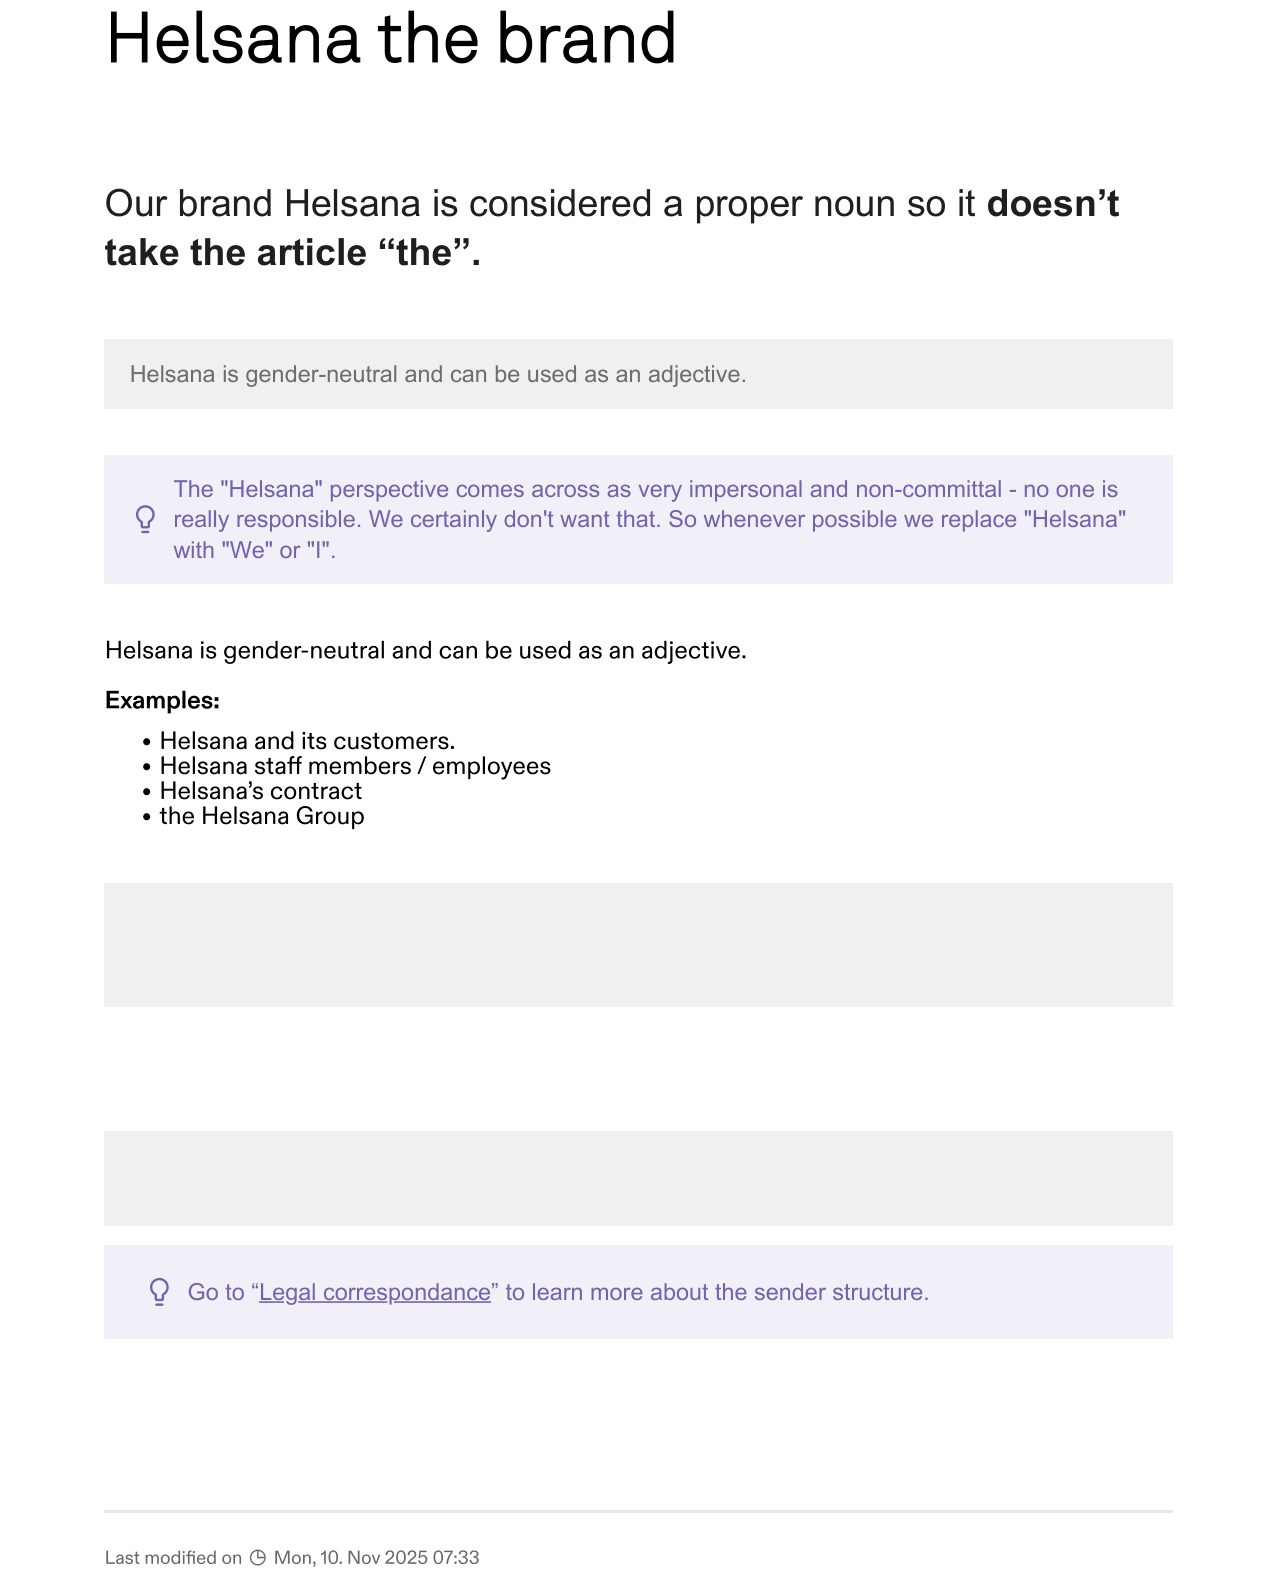 Helsana the brand
Our brand Helsana is considered a proper noun so it doesn’t
take the article “the”.
Helsana is gender-neutral and can be used as an adjective.
The "Helsana" perspective comes across as very impersonal and non-committal - no one is
really responsible. We certainly don't want that. So whenever possible we replace "Helsana"
with "We" or "I".
Helsana is gender-neutral and can be used as an adjective.
Examples:
• Helsana and its customers.
• Helsana staff members / employees
• Helsana’s contract
• the Helsana Group
Go to “Legal correspondance” to learn more about the sender structure.
Last modified on Mon, 10. Nov 2025 07:33